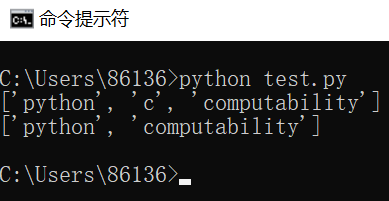 命令提示符
C:\Users\86136>python test.py
['python', 'c', 'computability']
['python', 'computability']
C:\Users\86136>